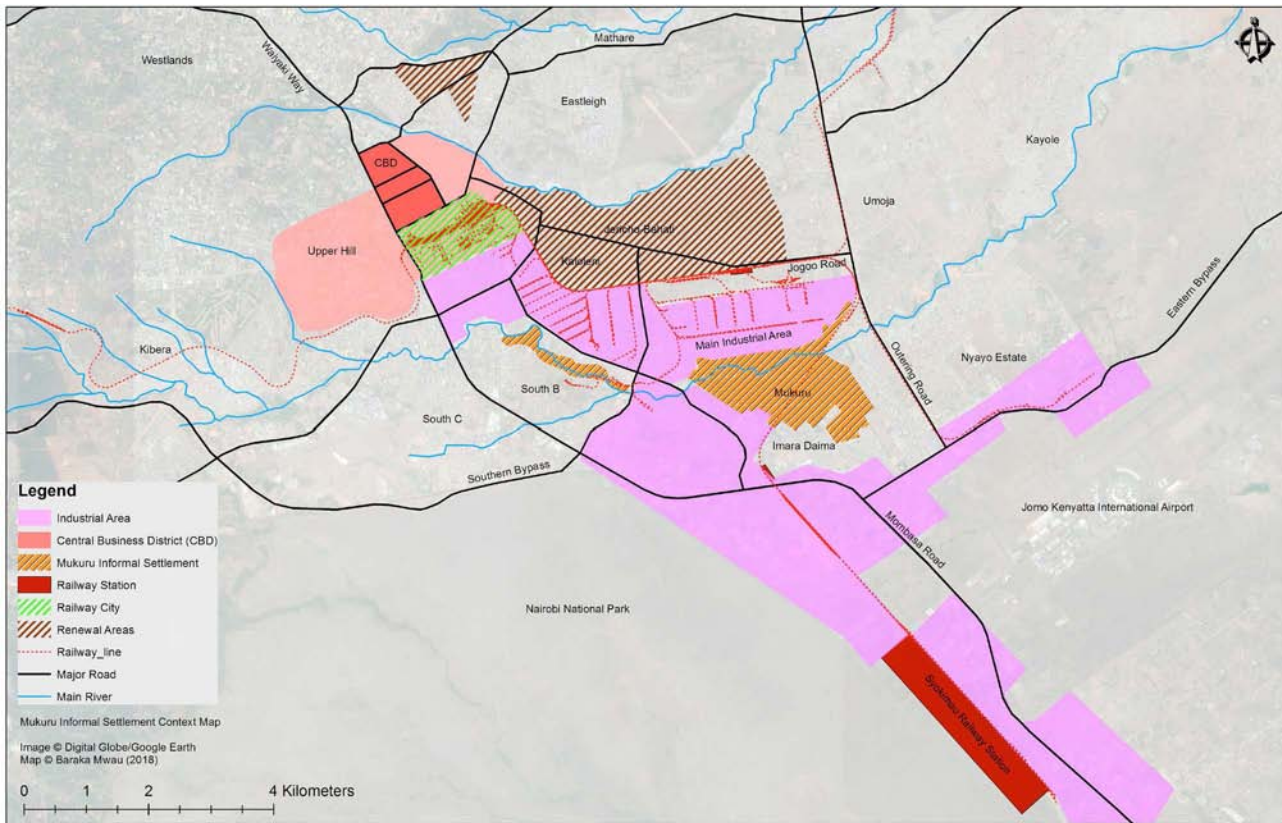 Mathare
Westlands
Waiyaki Way
Eastleigh
Kayole
CBD
Umoja
Jericho-Bahati
Upper Hill
Kaloleni
Jogoo Road
Eastern Bypass
Main Industrial Area
Kibera
Outering Road
Nyayo Estate
South B
Mukuru
South C
Imara Daima
Southern Bypass
Jomo Kenyatta International Airport
Mombasa Road
Nairobi National Park
Syokimau Railway Station
Legend
Industrial Area
Central Business District (CBD)
Mukuru Informal Settlement
Railway Station
Railway City
Renewal Areas
Railway_line
Major Road
Main River
Mukuru Informal Settlement Context Map
Image © Digital Globe/Google Earth
Map © Baraka Mwau (2018)
0 1 2 4 Kilometers